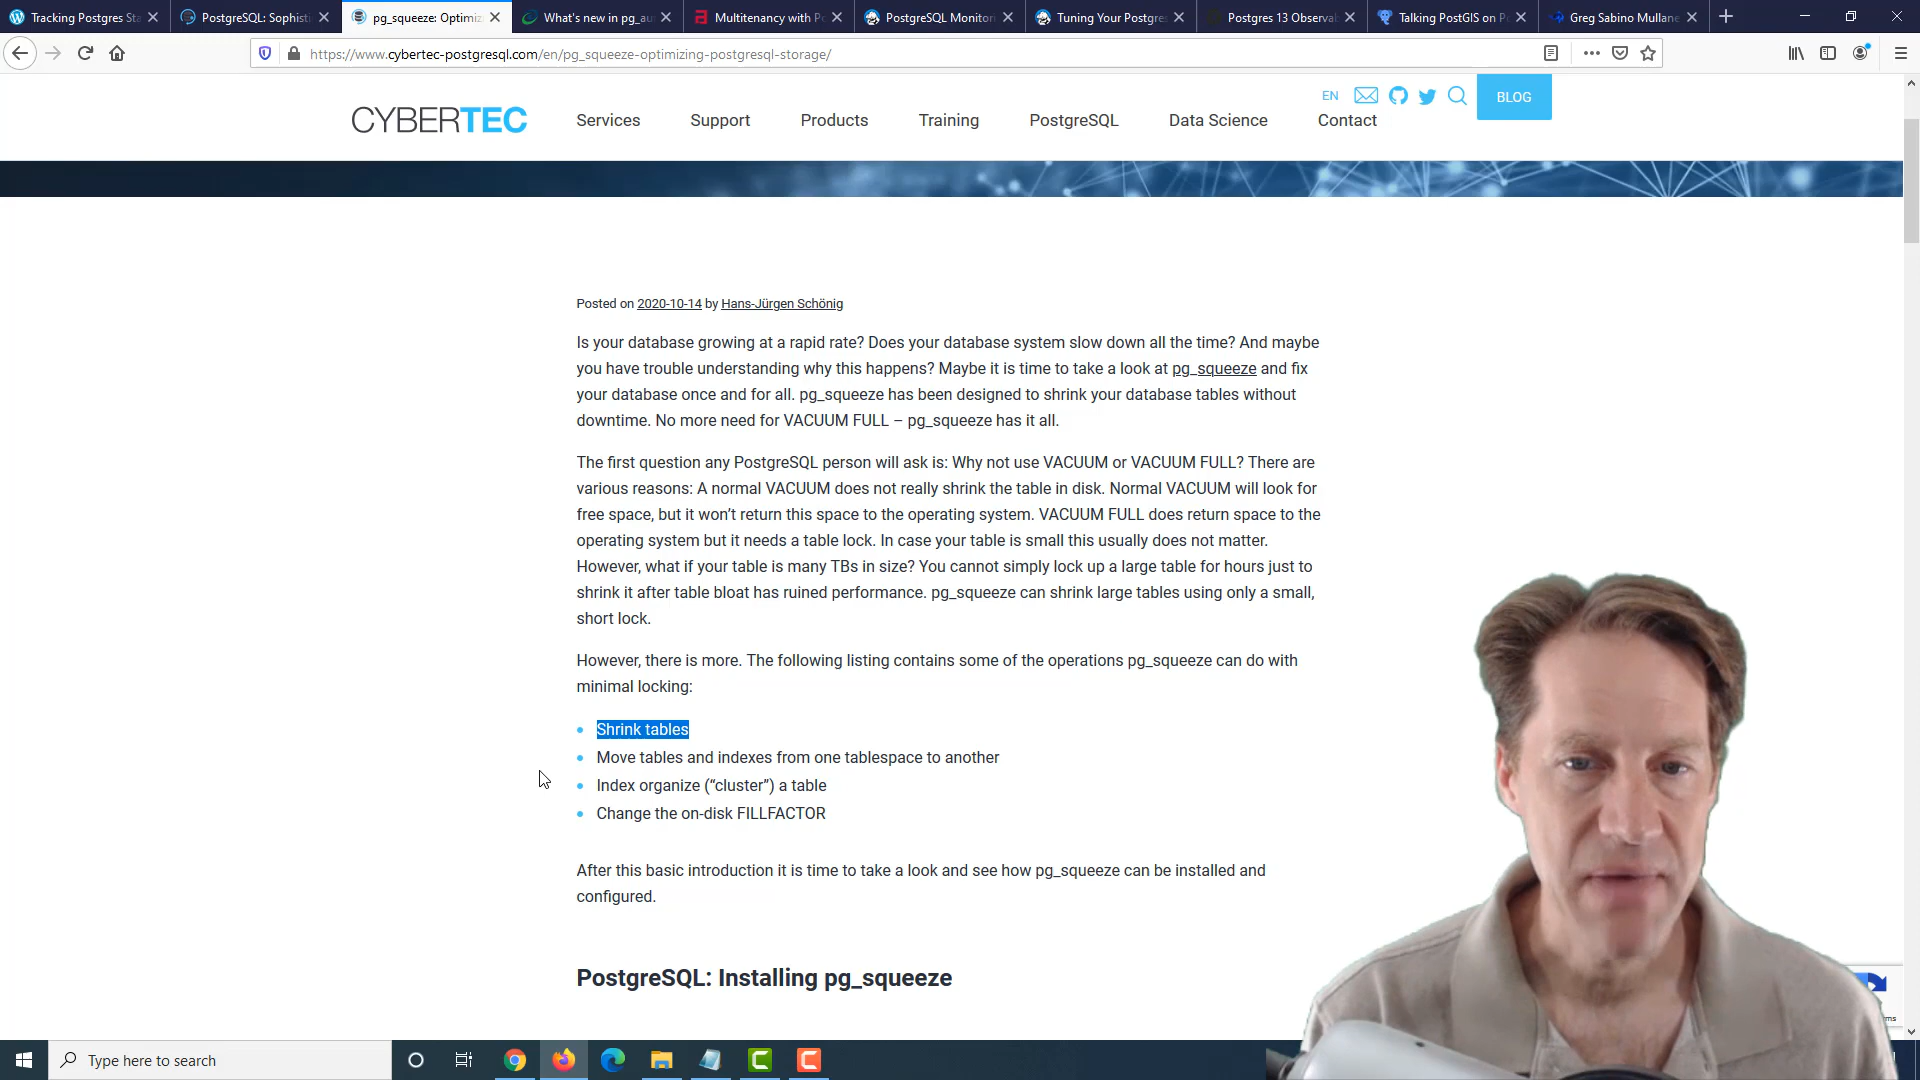 Tracking Postgres Sta
PostgreSQL: Sophisti
pg_squeeze: Optimiz
What's new in pg_au
Multitenancy with Po
PostgreSQL Monitori
Tuning Your Postgres
Postgres 13 Observab
Talking PostGIS on P
Greg Sabino Mullane
https://www.cybertec-postgresql.com/en/pg_squeeze-optimizing-postgresql-storage/
EN
BLOG
CYBERTEC
Services
Support
Products
Training
PostgreSQL
Data Science
Contact
Posted on 2020-10-14 by Hans-Jürgen Schönig
Is your database growing at a rapid rate? Does your database system slow down all the time? And maybe
you have trouble understanding why this happens? Maybe it is time to take a look at pg_squeeze and fix
your database once and for all. pg_squeeze has been designed to shrink your database tables without
downtime. No more need for VACUUM FULL – pg_squeeze has it all.
The first question any PostgreSQL person will ask is: Why not use VACUUM or VACUUM FULL? There are
various reasons: A normal VACUUM does not really shrink the table in disk. Normal VACUUM will look for
free space, but it won’t return this space to the operating system. VACUUM FULL does return space to the
operating system but it needs a table lock. In case your table is small this usually does not matter.
However, what if your table is many TBs in size? You cannot simply lock up a large table for hours just to
shrink it after table bloat has ruined performance. pg_squeeze can shrink large tables using only a small,
short lock.
However, there is more. The following listing contains some of the operations pg_squeeze can do with
minimal locking:
• Shrink tables
• Move tables and indexes from one tablespace to another
• Index organize (“cluster”) a table
• Change the on-disk FILLFACTOR
After this basic introduction it is time to take a look and see how pg_squeeze can be installed and
configured.
PostgreSQL: Installing pg_squeeze
Type here to search